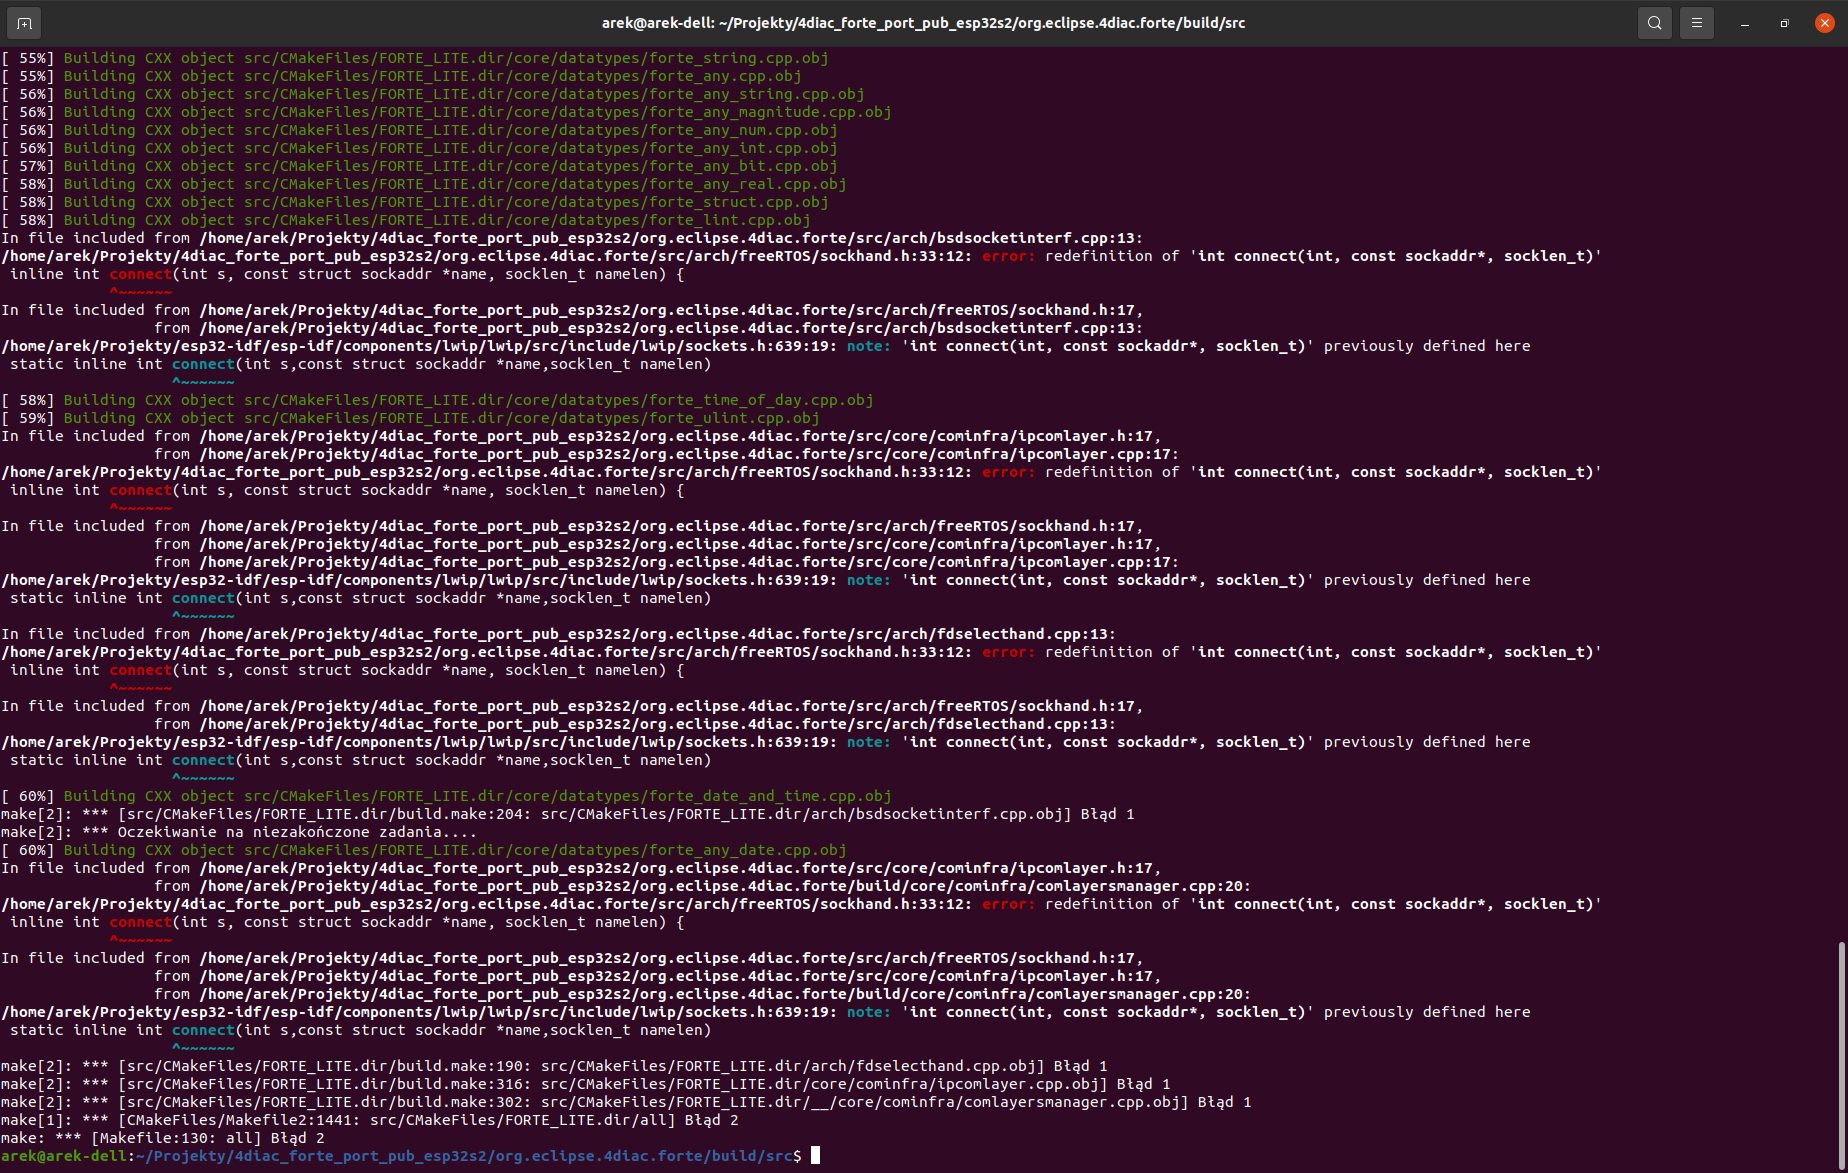 arek@arek-dell: ~/Projekty/4diac_forte_port_pub_esp32s2/org.eclipse.4diac.forte/build/src
[ 55%] Building CXX object src/CMakeFiles/FORTE_LITE.dir/core/datatypes/forte_string.cpp.obj
[ 55%] Building CXX object src/CMakeFiles/FORTE_LITE.dir/core/datatypes/forte_any.cpp.obj
[ 56%] Building CXX object src/CMakeFiles/FORTE_LITE.dir/core/datatypes/forte_any_string.cpp.obj
[ 56%] Building CXX object src/CMakeFiles/FORTE_LITE.dir/core/datatypes/forte_any_magnitude.cpp.obj
[ 56%] Building CXX object src/CMakeFiles/FORTE_LITE.dir/core/datatypes/forte_any_num.cpp.obj
[ 56%] Building CXX object src/CMakeFiles/FORTE_LITE.dir/core/datatypes/forte_any_int.cpp.obj
[ 57%] Building CXX object src/CMakeFiles/FORTE_LITE.dir/core/datatypes/forte_any_bit.cpp.obj
[ 58%] Building CXX object src/CMakeFiles/FORTE_LITE.dir/core/datatypes/forte_any_real.cpp.obj
[ 58%] Building CXX object src/CMakeFiles/FORTE_LITE.dir/core/datatypes/forte_struct.cpp.obj
[ 58%] Building CXX object src/CMakeFiles/FORTE_LITE.dir/core/datatypes/forte_lint.cpp.obj
In file included from /home/arek/Projekty/4diac_forte_port_pub_esp32s2/org.eclipse.4diac.forte/src/arch/bsdsocketinterf.cpp:13:
/home/arek/Projekty/4diac_forte_port_pub_esp32s2/org.eclipse.4diac.forte/src/arch/freeRTOS/sockhand.h:33:12: error: redefinition of 'int connect(int, const sockaddr*, socklen_t)'
 inline int connect(int s, const struct sockaddr *name, socklen_t namelen) {
            ^~~~~~~
In file included from /home/arek/Projekty/4diac_forte_port_pub_esp32s2/org.eclipse.4diac.forte/src/arch/freeRTOS/sockhand.h:17,
                 from /home/arek/Projekty/4diac_forte_port_pub_esp32s2/org.eclipse.4diac.forte/src/arch/bsdsocketinterf.cpp:13:
/home/arek/Projekty/esp32-idf/esp-idf/components/lwip/lwip/src/include/lwip/sockets.h:639:19: note: 'int connect(int, const sockaddr*, socklen_t)' previously defined here
 static inline int connect(int s,const struct sockaddr *name,socklen_t namelen)
                   ^~~~~~~
[ 58%] Building CXX object src/CMakeFiles/FORTE_LITE.dir/core/datatypes/forte_time_of_day.cpp.obj
[ 59%] Building CXX object src/CMakeFiles/FORTE_LITE.dir/core/datatypes/forte_ulint.cpp.obj
In file included from /home/arek/Projekty/4diac_forte_port_pub_esp32s2/org.eclipse.4diac.forte/src/core/cominfra/ipcomlayer.h:17,
                 from /home/arek/Projekty/4diac_forte_port_pub_esp32s2/org.eclipse.4diac.forte/src/core/cominfra/ipcomlayer.cpp:17:
/home/arek/Projekty/4diac_forte_port_pub_esp32s2/org.eclipse.4diac.forte/src/arch/freeRTOS/sockhand.h:33:12: error: redefinition of 'int connect(int, const sockaddr*, socklen_t)'
 inline int connect(int s, const struct sockaddr *name, socklen_t namelen) {
            ^~~~~~~
In file included from /home/arek/Projekty/4diac_forte_port_pub_esp32s2/org.eclipse.4diac.forte/src/arch/freeRTOS/sockhand.h:17,
                 from /home/arek/Projekty/4diac_forte_port_pub_esp32s2/org.eclipse.4diac.forte/src/core/cominfra/ipcomlayer.h:17,
                 from /home/arek/Projekty/4diac_forte_port_pub_esp32s2/org.eclipse.4diac.forte/src/core/cominfra/ipcomlayer.cpp:17:
/home/arek/Projekty/esp32-idf/esp-idf/components/lwip/lwip/src/include/lwip/sockets.h:639:19: note: 'int connect(int, const sockaddr*, socklen_t)' previously defined here
 static inline int connect(int s,const struct sockaddr *name,socklen_t namelen)
                   ^~~~~~~
In file included from /home/arek/Projekty/4diac_forte_port_pub_esp32s2/org.eclipse.4diac.forte/src/arch/fdselecthand.cpp:13:
/home/arek/Projekty/4diac_forte_port_pub_esp32s2/org.eclipse.4diac.forte/src/arch/freeRTOS/sockhand.h:33:12: error: redefinition of 'int connect(int, const sockaddr*, socklen_t)'
 inline int connect(int s, const struct sockaddr *name, socklen_t namelen) {
            ^~~~~~~
In file included from /home/arek/Projekty/4diac_forte_port_pub_esp32s2/org.eclipse.4diac.forte/src/arch/freeRTOS/sockhand.h:17,
                 from /home/arek/Projekty/4diac_forte_port_pub_esp32s2/org.eclipse.4diac.forte/src/arch/fdselecthand.cpp:13:
/home/arek/Projekty/esp32-idf/esp-idf/components/lwip/lwip/src/include/lwip/sockets.h:639:19: note: 'int connect(int, const sockaddr*, socklen_t)' previously defined here
 static inline int connect(int s,const struct sockaddr *name,socklen_t namelen)
                   ^~~~~~~
[ 60%] Building CXX object src/CMakeFiles/FORTE_LITE.dir/core/datatypes/forte_date_and_time.cpp.obj
make[2]: *** [src/CMakeFiles/FORTE_LITE.dir/build.make:204: src/CMakeFiles/FORTE_LITE.dir/arch/bsdsocketinterf.cpp.obj] Błąd 1
make[2]: *** Oczekiwanie na niezakończone zadania....
[ 60%] Building CXX object src/CMakeFiles/FORTE_LITE.dir/core/datatypes/forte_any_date.cpp.obj
In file included from /home/arek/Projekty/4diac_forte_port_pub_esp32s2/org.eclipse.4diac.forte/src/core/cominfra/ipcomlayer.h:17,
                 from /home/arek/Projekty/4diac_forte_port_pub_esp32s2/org.eclipse.4diac.forte/build/core/cominfra/comlayersmanager.cpp:20:
/home/arek/Projekty/4diac_forte_port_pub_esp32s2/org.eclipse.4diac.forte/src/arch/freeRTOS/sockhand.h:33:12: error: redefinition of 'int connect(int, const sockaddr*, socklen_t)'
 inline int connect(int s, const struct sockaddr *name, socklen_t namelen) {
            ^~~~~~~
In file included from /home/arek/Projekty/4diac_forte_port_pub_esp32s2/org.eclipse.4diac.forte/src/arch/freeRTOS/sockhand.h:17,
                 from /home/arek/Projekty/4diac_forte_port_pub_esp32s2/org.eclipse.4diac.forte/src/core/cominfra/ipcomlayer.h:17,
                 from /home/arek/Projekty/4diac_forte_port_pub_esp32s2/org.eclipse.4diac.forte/build/core/cominfra/comlayersmanager.cpp:20:
/home/arek/Projekty/esp32-idf/esp-idf/components/lwip/lwip/src/include/lwip/sockets.h:639:19: note: 'int connect(int, const sockaddr*, socklen_t)' previously defined here
 static inline int connect(int s,const struct sockaddr *name,socklen_t namelen)
                   ^~~~~~~
make[2]: *** [src/CMakeFiles/FORTE_LITE.dir/build.make:190: src/CMakeFiles/FORTE_LITE.dir/arch/fdselecthand.cpp.obj] Błąd 1
make[2]: *** [src/CMakeFiles/FORTE_LITE.dir/build.make:316: src/CMakeFiles/FORTE_LITE.dir/core/cominfra/ipcomlayer.cpp.obj] Błąd 1
make[2]: *** [src/CMakeFiles/FORTE_LITE.dir/build.make:302: src/CMakeFiles/FORTE_LITE.dir/__/core/cominfra/comlayersmanager.cpp.obj] Błąd 1
make[1]: *** [CMakeFiles/Makefile2:1441: src/CMakeFiles/FORTE_LITE.dir/all] Błąd 2
make: *** [Makefile:130: all] Błąd 2
arek@arek-dell:~/Projekty/4diac_forte_port_pub_esp32s2/org.eclipse.4diac.forte/build/src$